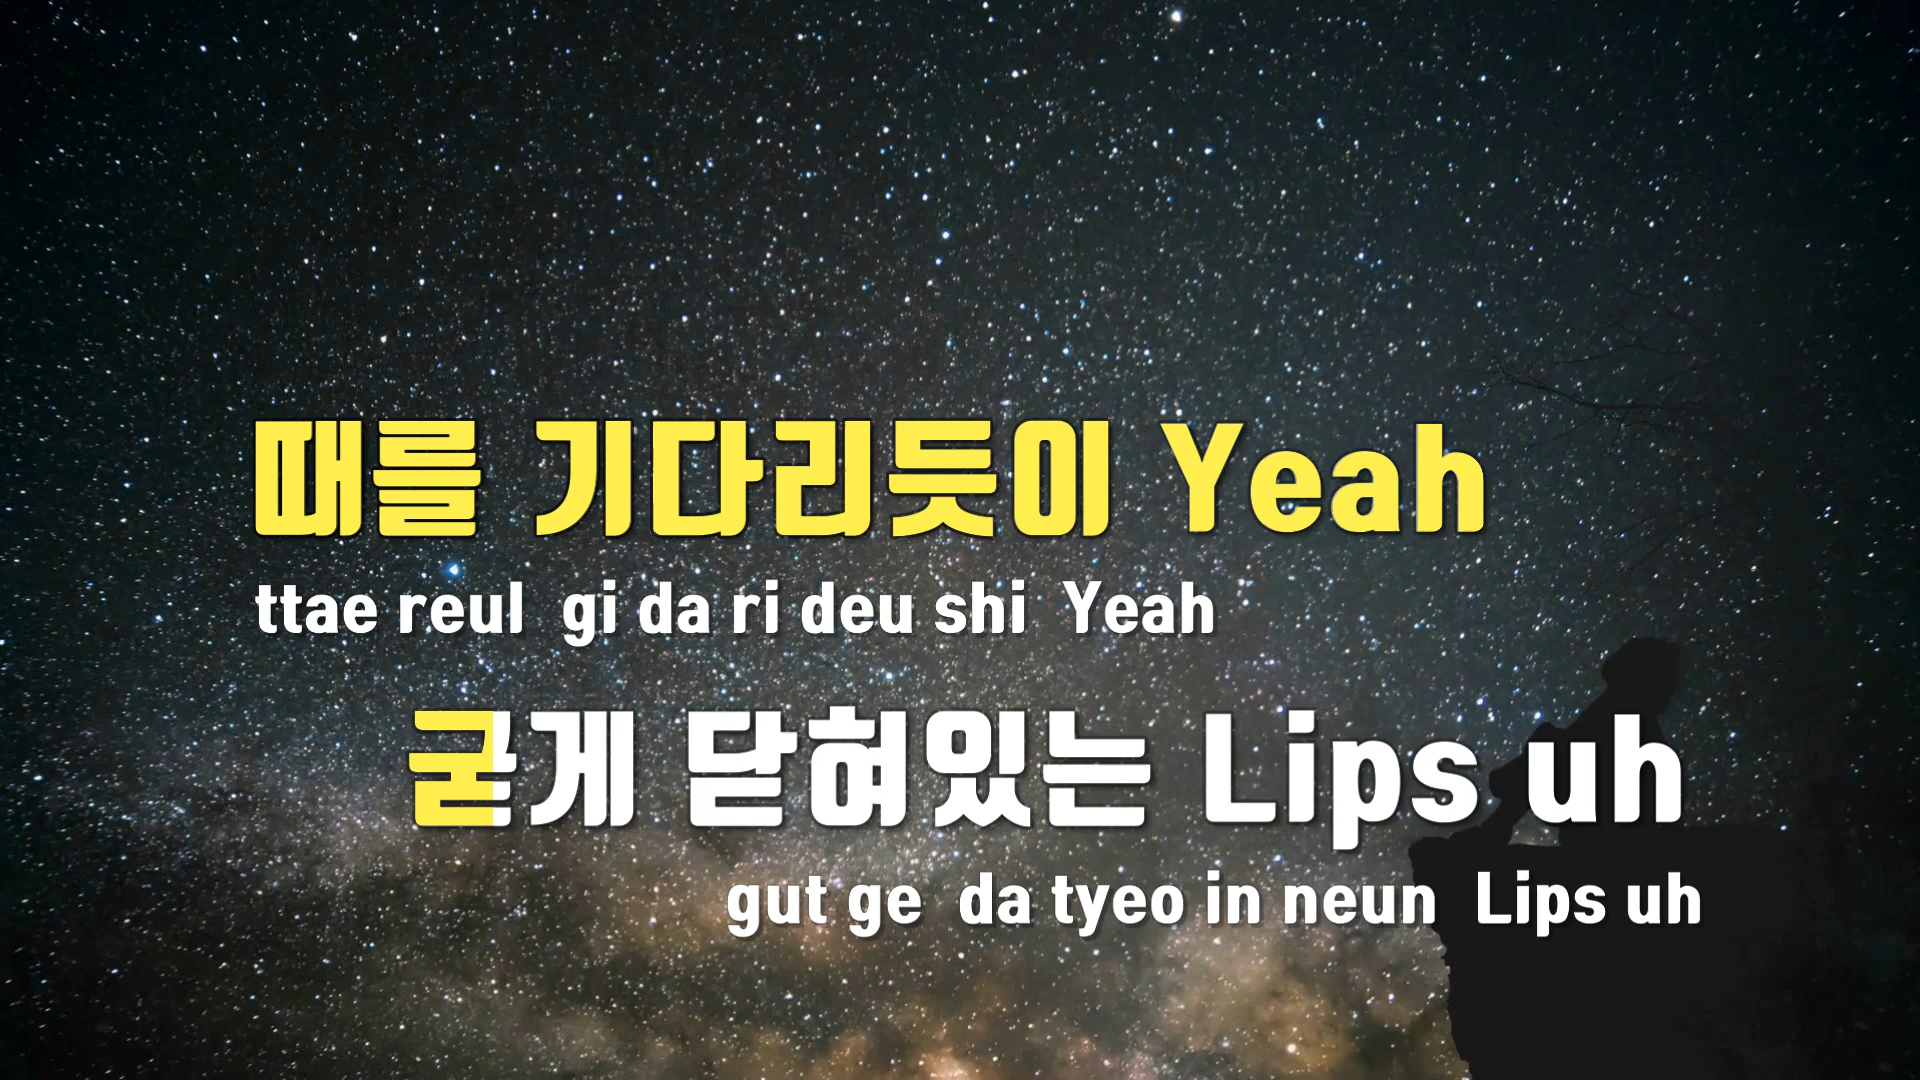 때를 기다리듯이 Yeah
ttae reul gi da ri deu shi Yeah
굳게 닫혀있는 Lips uh
gut ge da tyeo in neun Lips uh